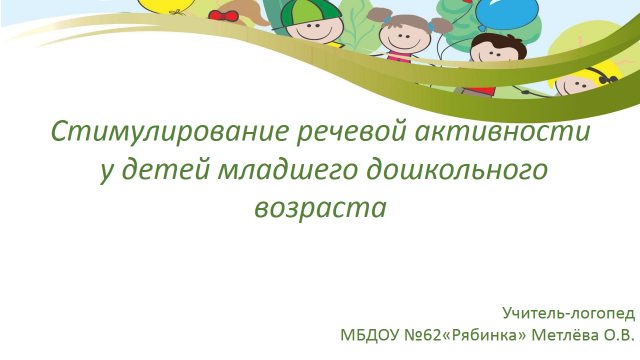 Стимулирование речевой активности
у детей младшего дошкольного
возраста
Учитель-логопед
МБДОУ №62«Рябинка» Метлёва О.В.